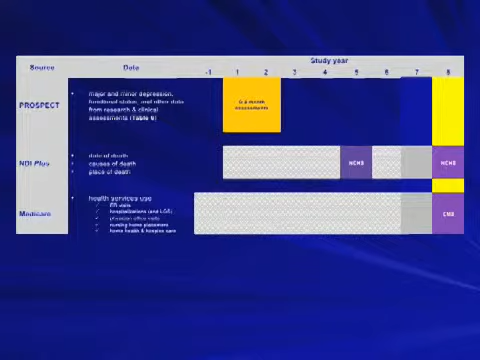 Study year
Source Data -1 1 2 3 4 5 6 7 8
PROSPECT
• major and minor depression,
functional status, and other data
from research & clinical
assessments (Table 6)
assessments
NDI Plus
• date of death
• causes of death
• place of death
NCHS NCHS
Medicare
• health services use
✓ ER visits
✓ hospitalizations (and LOS)
✓ physician office visits
✓ nursing home placement
✓ home health & hospice care
CMS